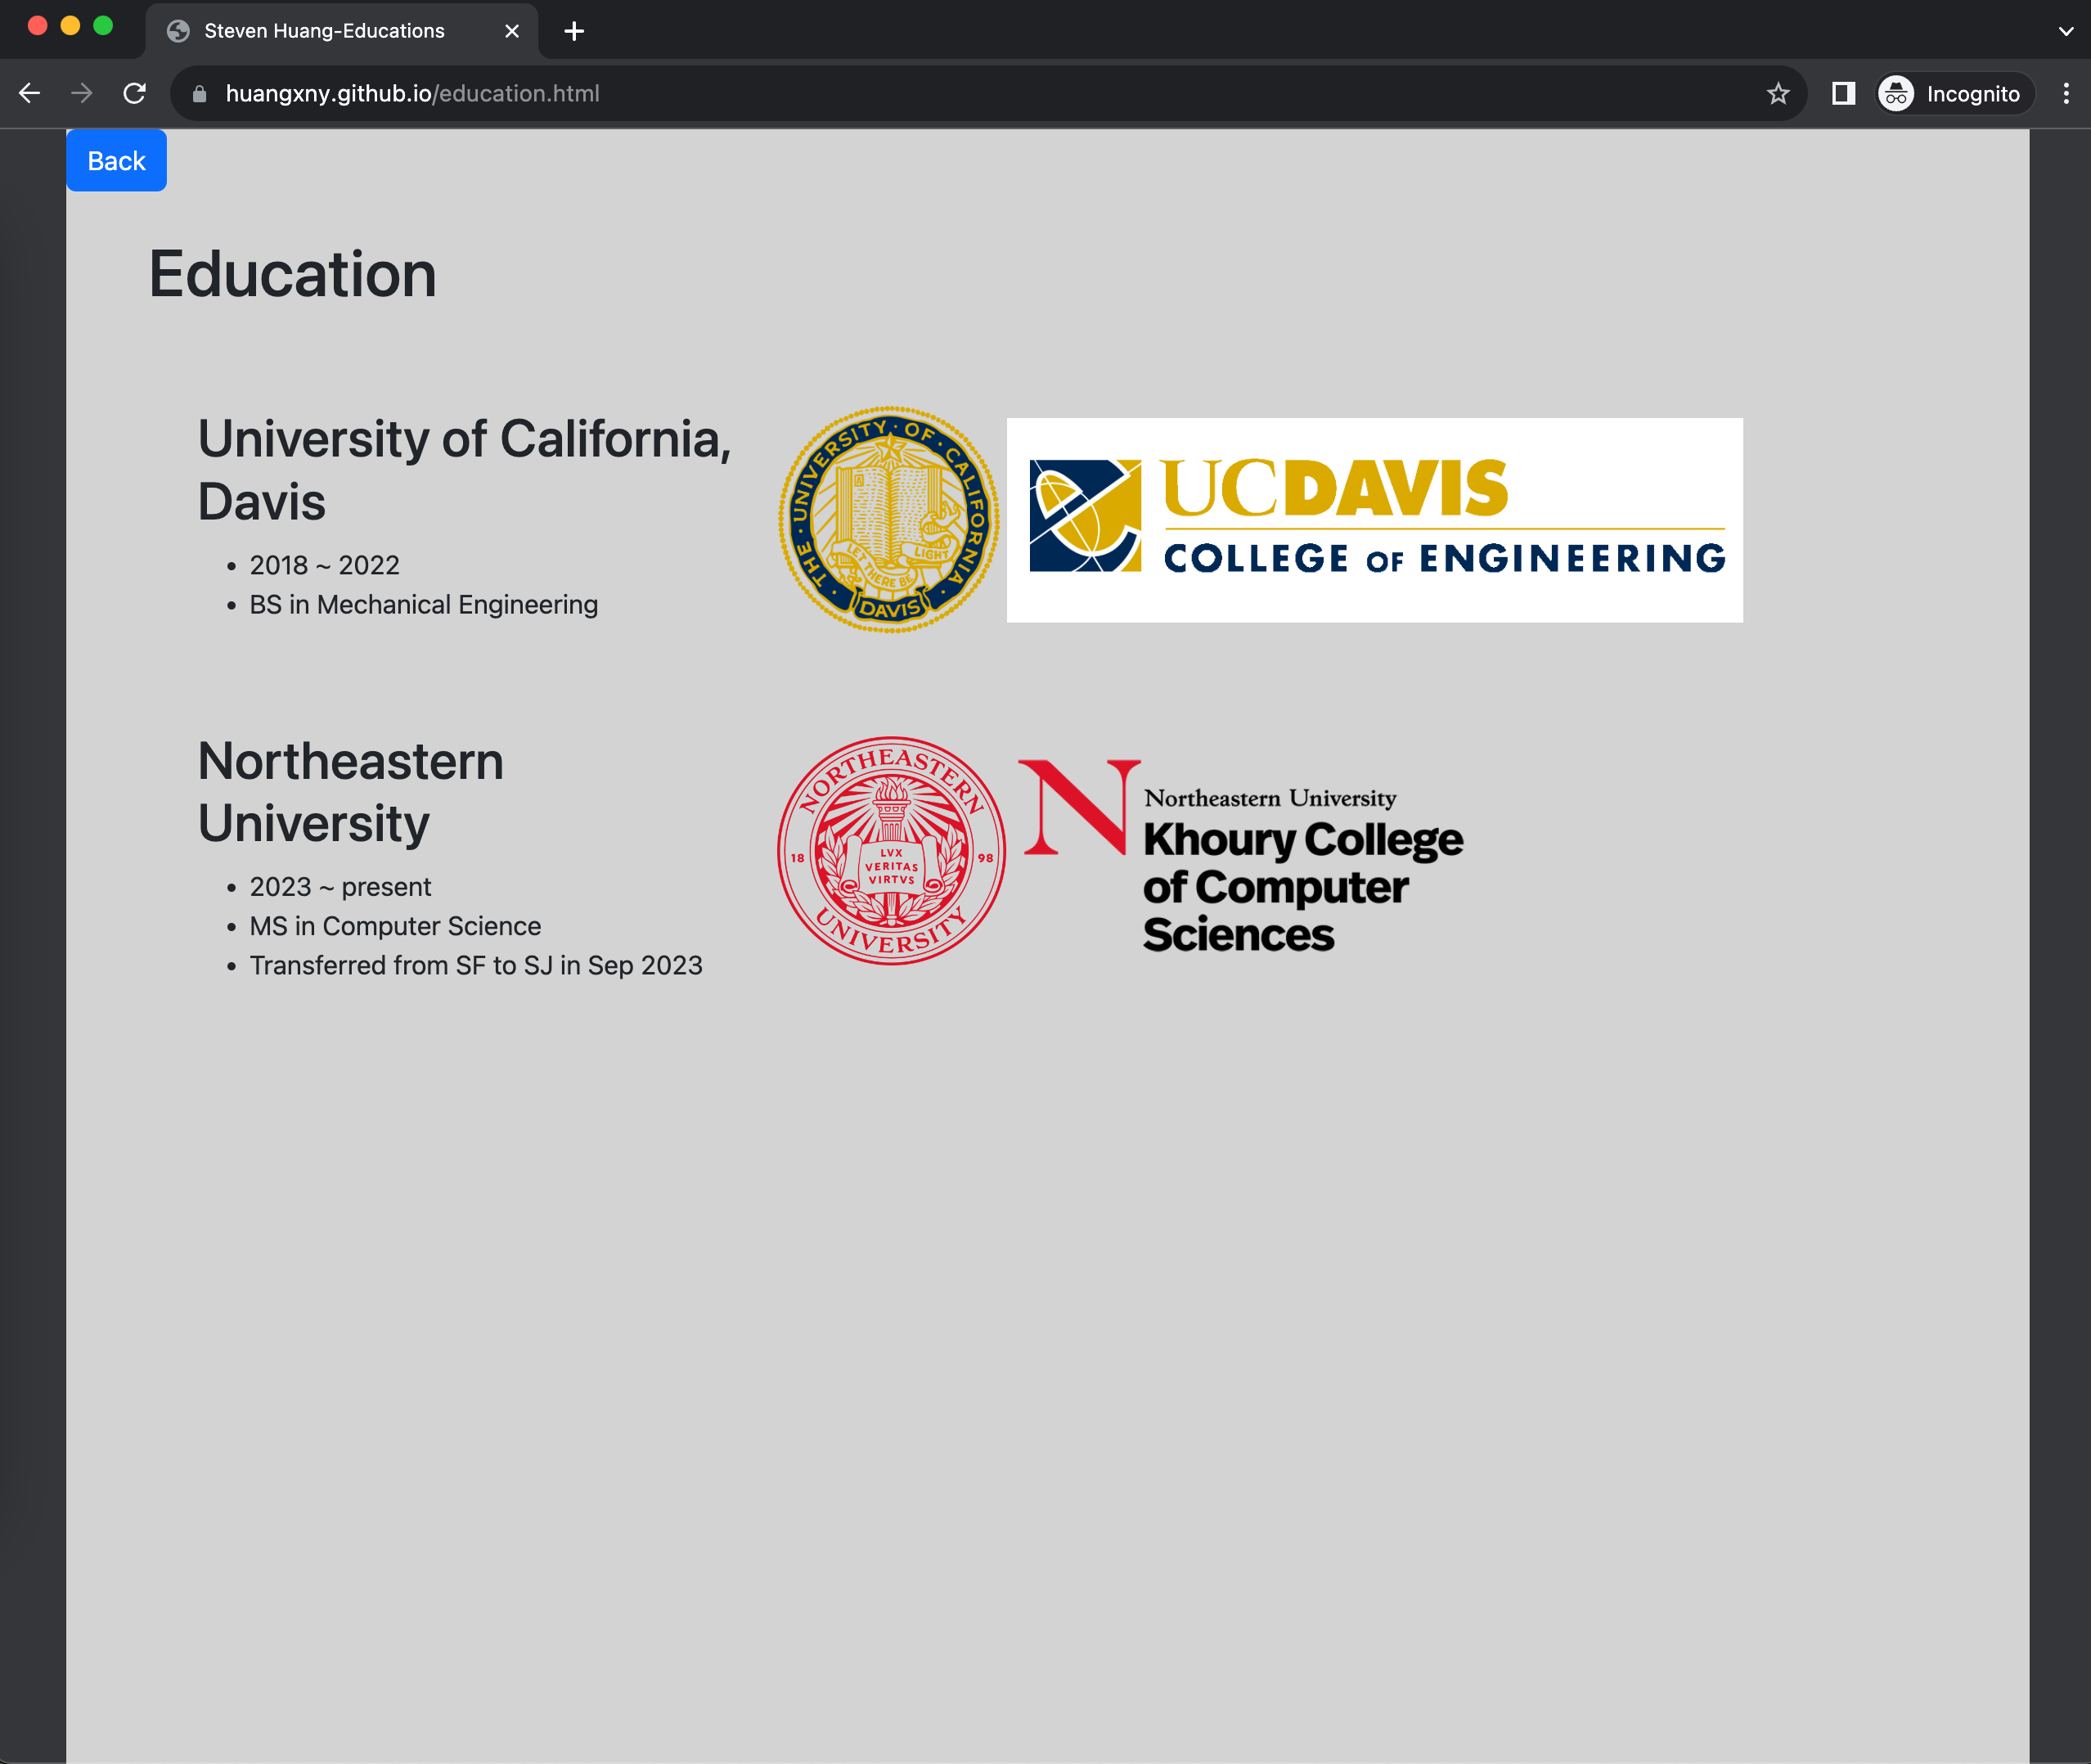 Steven Huang-Educations
huangxny.github.io/education.html
Incognito
Back
Education
University of California,
Davis
• 2018 ~ 2022
• BS in Mechanical Engineering
THE · UNIVERSITY · OF · CALIFORNIA
A
LET THERE BE
LIGHT
DAVIS
UCDAVIS
COLLEGE OF ENGINEERING
Northeastern
University
• 2023 ~ present
• MS in Computer Science
• Transferred from SF to SJ in Sep 2023
NORTHEASTERN
18
98
LVX
VERITAS
VIRTVS
UNIVERSITY
N
Northeastern University
Khoury College
of Computer
Sciences